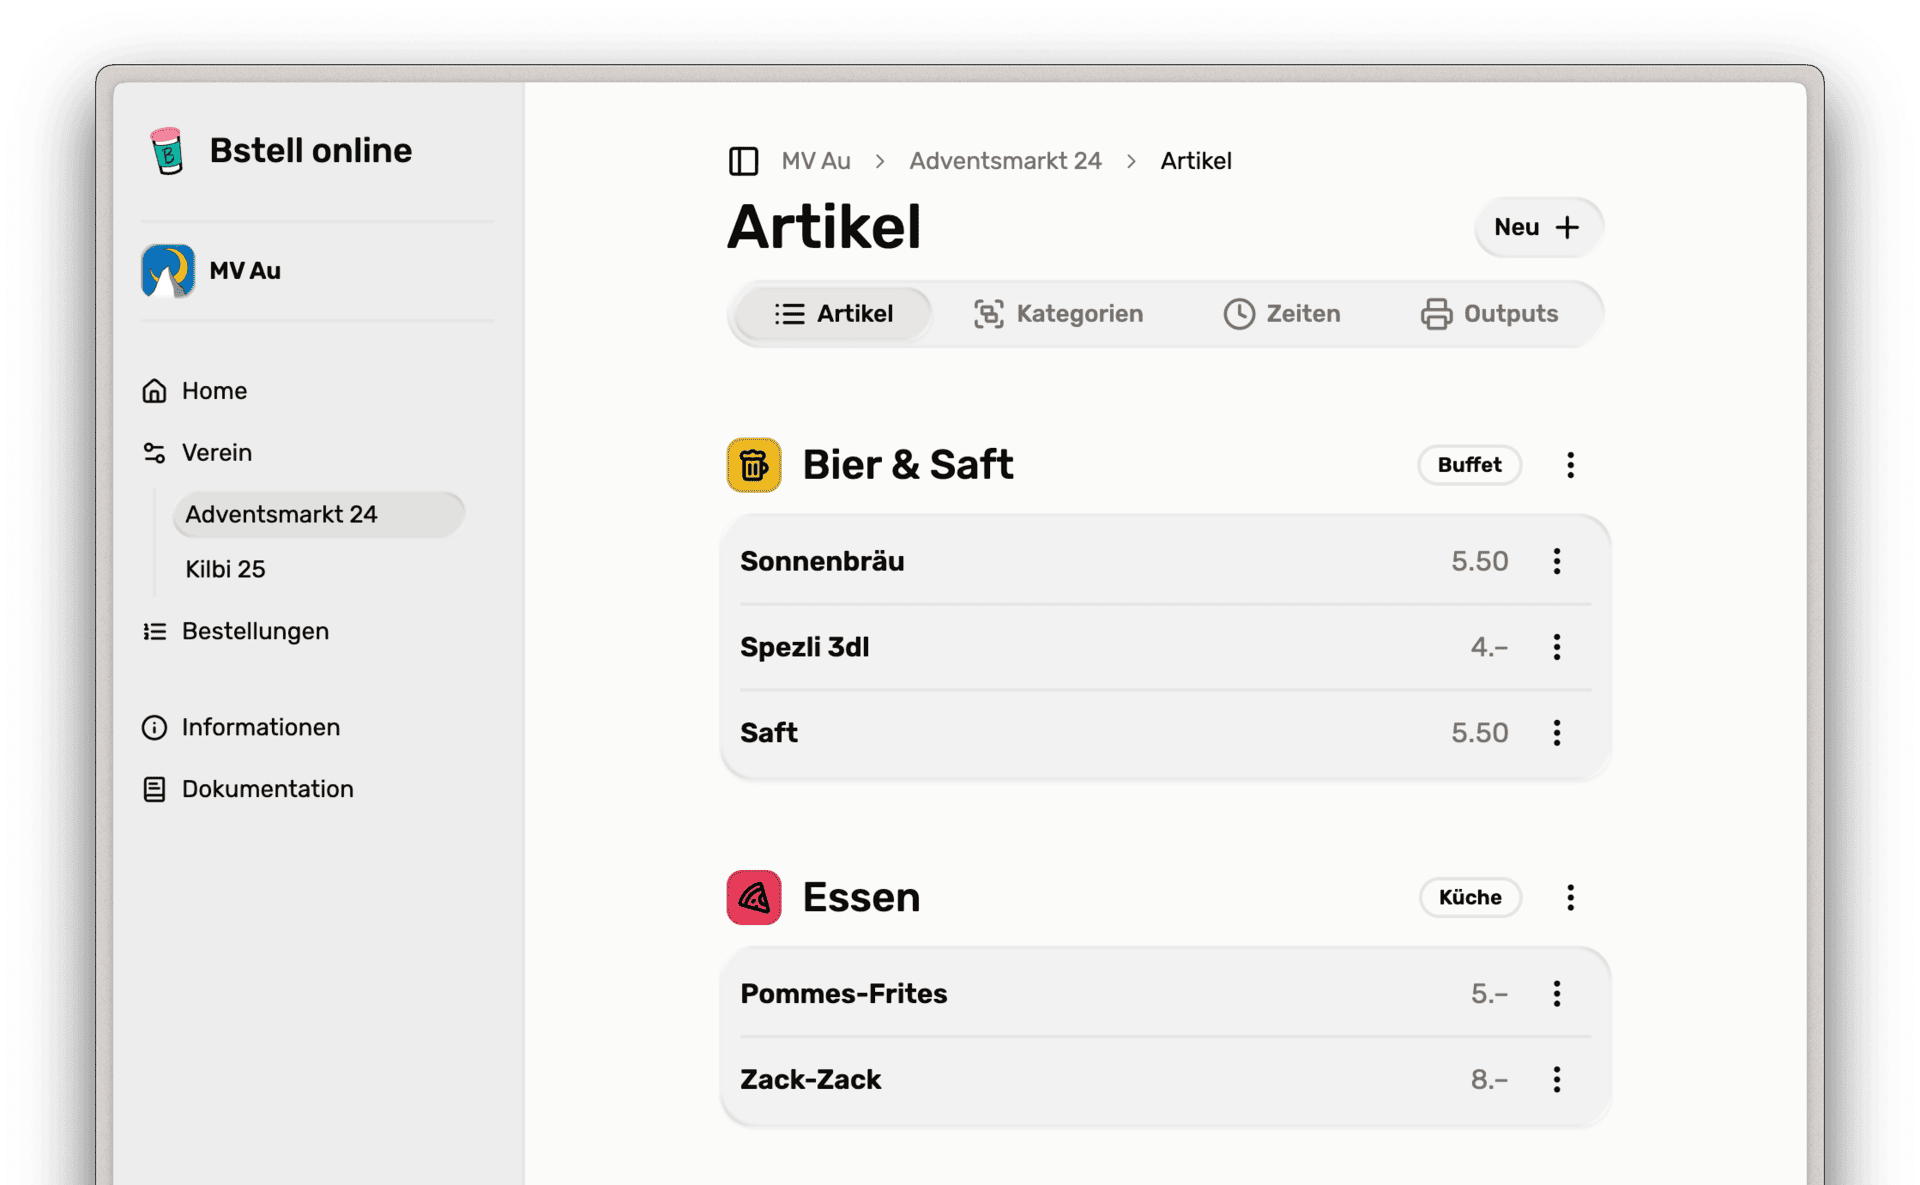 Bstell online
MV Au
Home
Verein
Adventsmarkt 24
Kilbi 25
Bestellungen
Informationen
Dokumentation
MV Au > Adventsmarkt 24 > Artikel
Artikel
Neu +
Artikel Kategorien Zeiten Outputs
Bier & Saft Buffet
Sonnenbräu 5.50
Spezli 3dl 4.–
Saft 5.50
Essen Küche
Pommes-Frites 5.–
Zack-Zack 8.–